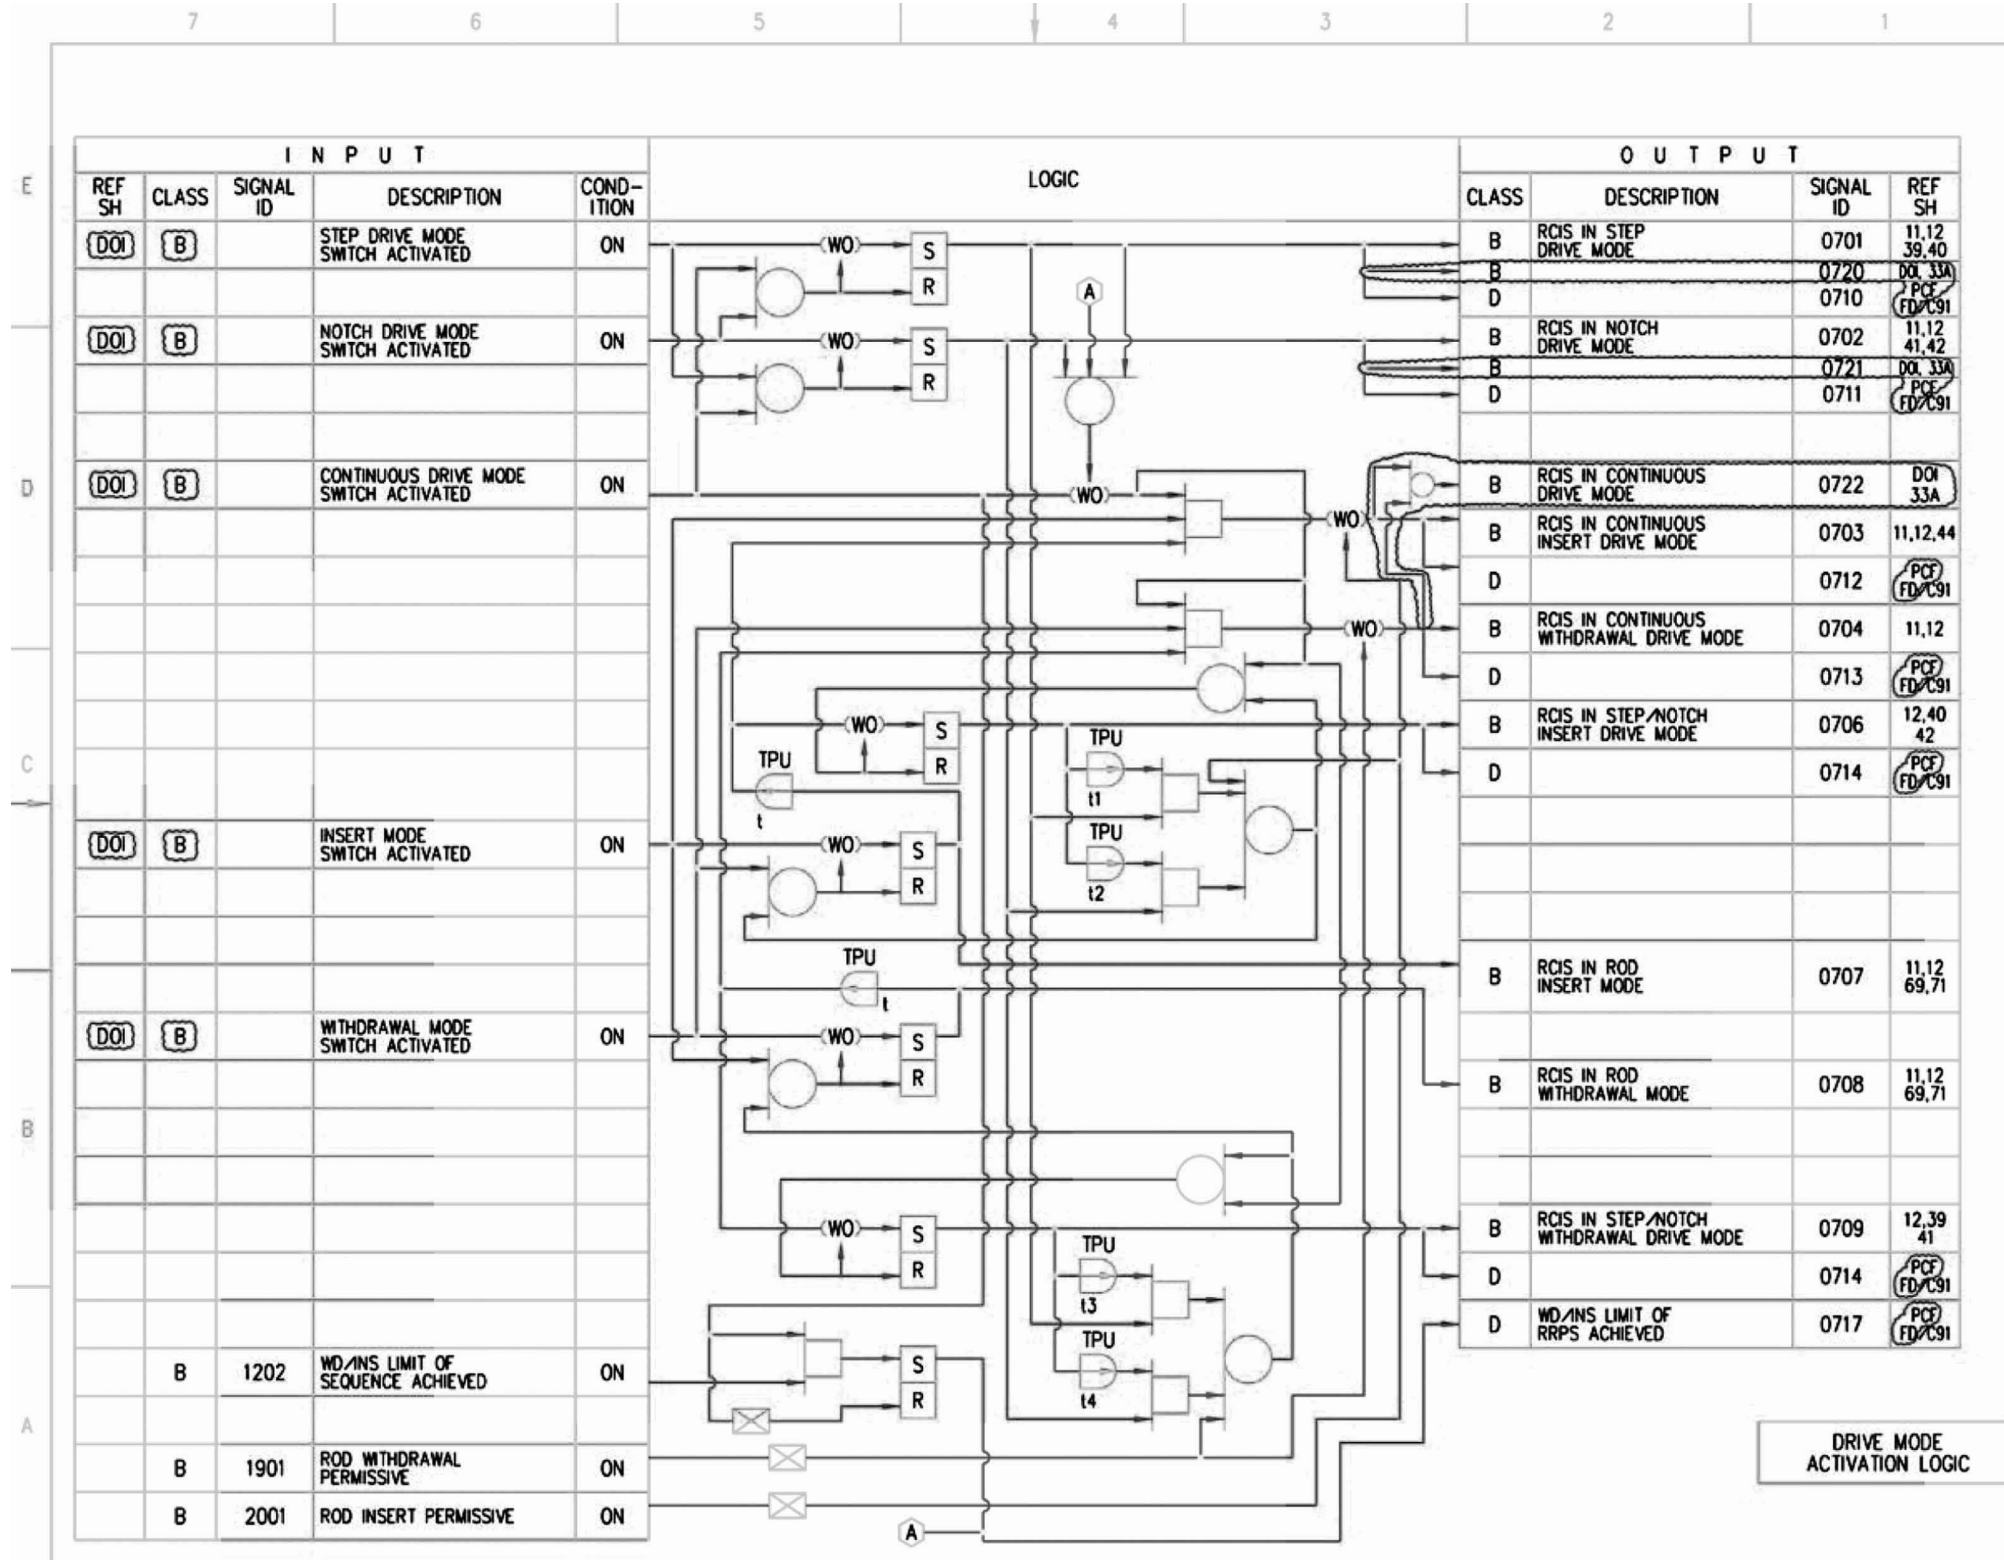 7 6 5 4 3 2 1
E
D
C
B
A
I N P U T
REF SH
CLASS
SIGNAL ID
DESCRIPTION
COND-ITION
LOGIC
O U T P U T
CLASS
DESCRIPTION
SIGNAL ID
REF SH
DOI B STEP DRIVE MODE
SWITCH ACTIVATED ON
DOI B NOTCH DRIVE MODE
SWITCH ACTIVATED ON
DOI B CONTINUOUS DRIVE MODE
SWITCH ACTIVATED ON
DOI B INSERT MODE
SWITCH ACTIVATED ON
DOI B WITHDRAWAL MODE
SWITCH ACTIVATED ON
B 1202 WD/INS LIMIT OF
SEQUENCE ACHIEVED ON
B 1901 ROD WITHDRAWAL
PERMISSIVE ON
B 2001 ROD INSERT PERMISSIVE ON
WO S
R
A
WO S
R
WO
WO
WO
WO S
R
TPU
t
TPU
t1
TPU
t2
WO S
R
TPU
t
WO S
R
WO S
R
TPU
t3
TPU
t4
S
R
A
B RCIS IN STEP
DRIVE MODE 0701 11,12
39,40
B 0720 DOI, 33A
D 0710 PCF
FD/C91
B RCIS IN NOTCH
DRIVE MODE 0702 11,12
41,42
B 0721 DOI, 33A
D 0711 PCF
FD/C91
B RCIS IN CONTINUOUS
DRIVE MODE 0722 DOI
33A
B RCIS IN CONTINUOUS
INSERT DRIVE MODE 0703 11,12,44
D 0712 PCF
FD/C91
B RCIS IN CONTINUOUS
WITHDRAWAL DRIVE MODE 0704 11,12
D 0713 PCF
FD/C91
B RCIS IN STEP/NOTCH
INSERT DRIVE MODE 0706 12,40
42
D 0714 PCF
FD/C91
B RCIS IN ROD
INSERT MODE 0707 11,12
69,71
B RCIS IN ROD
WITHDRAWAL MODE 0708 11,12
69,71
B RCIS IN STEP/NOTCH
WITHDRAWAL DRIVE MODE 0709 12,39
41
D 0714 PCF
FD/C91
D WD/INS LIMIT OF
RRPS ACHIEVED 0717 PCF
FD/C91
DRIVE MODE
ACTIVATION LOGIC